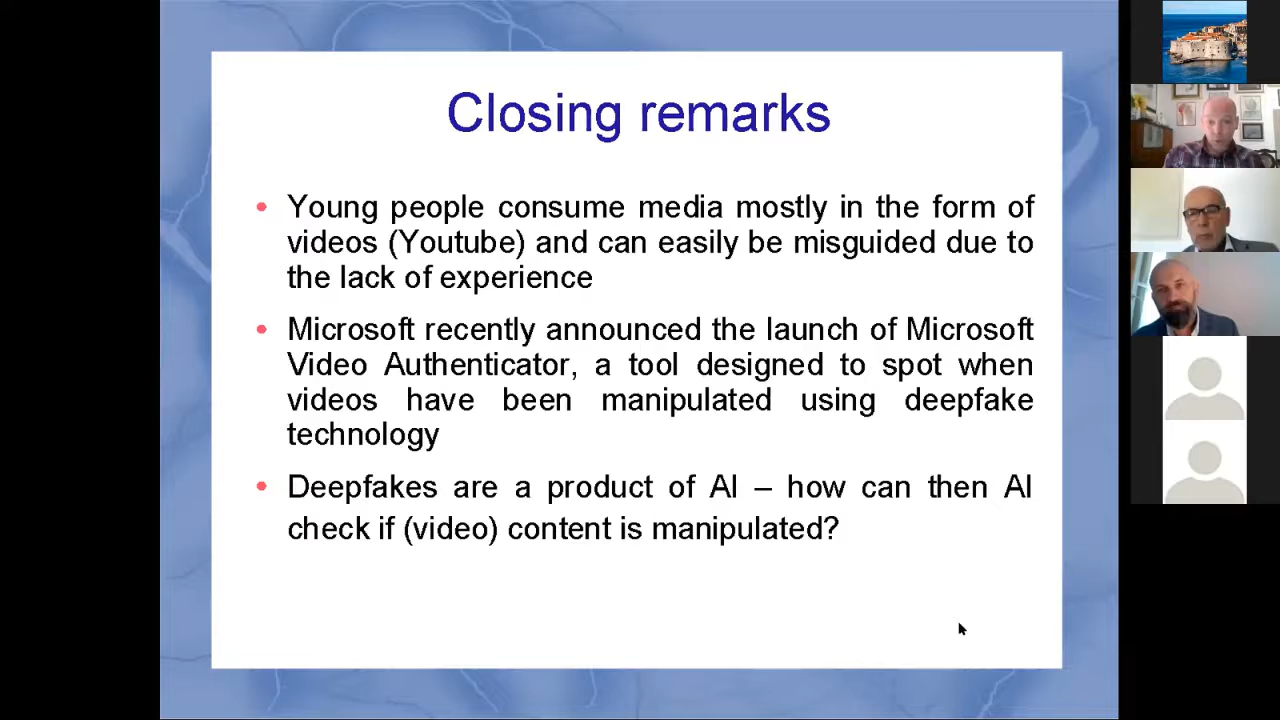 Closing remarks
• Young people consume media mostly in the form of
videos (Youtube) and can easily be misguided due to
the lack of experience
• Microsoft recently announced the launch of Microsoft
Video Authenticator, a tool designed to spot when
videos have been manipulated using deepfake
technology
• Deepfakes are a product of AI – how can then AI
check if (video) content is manipulated?